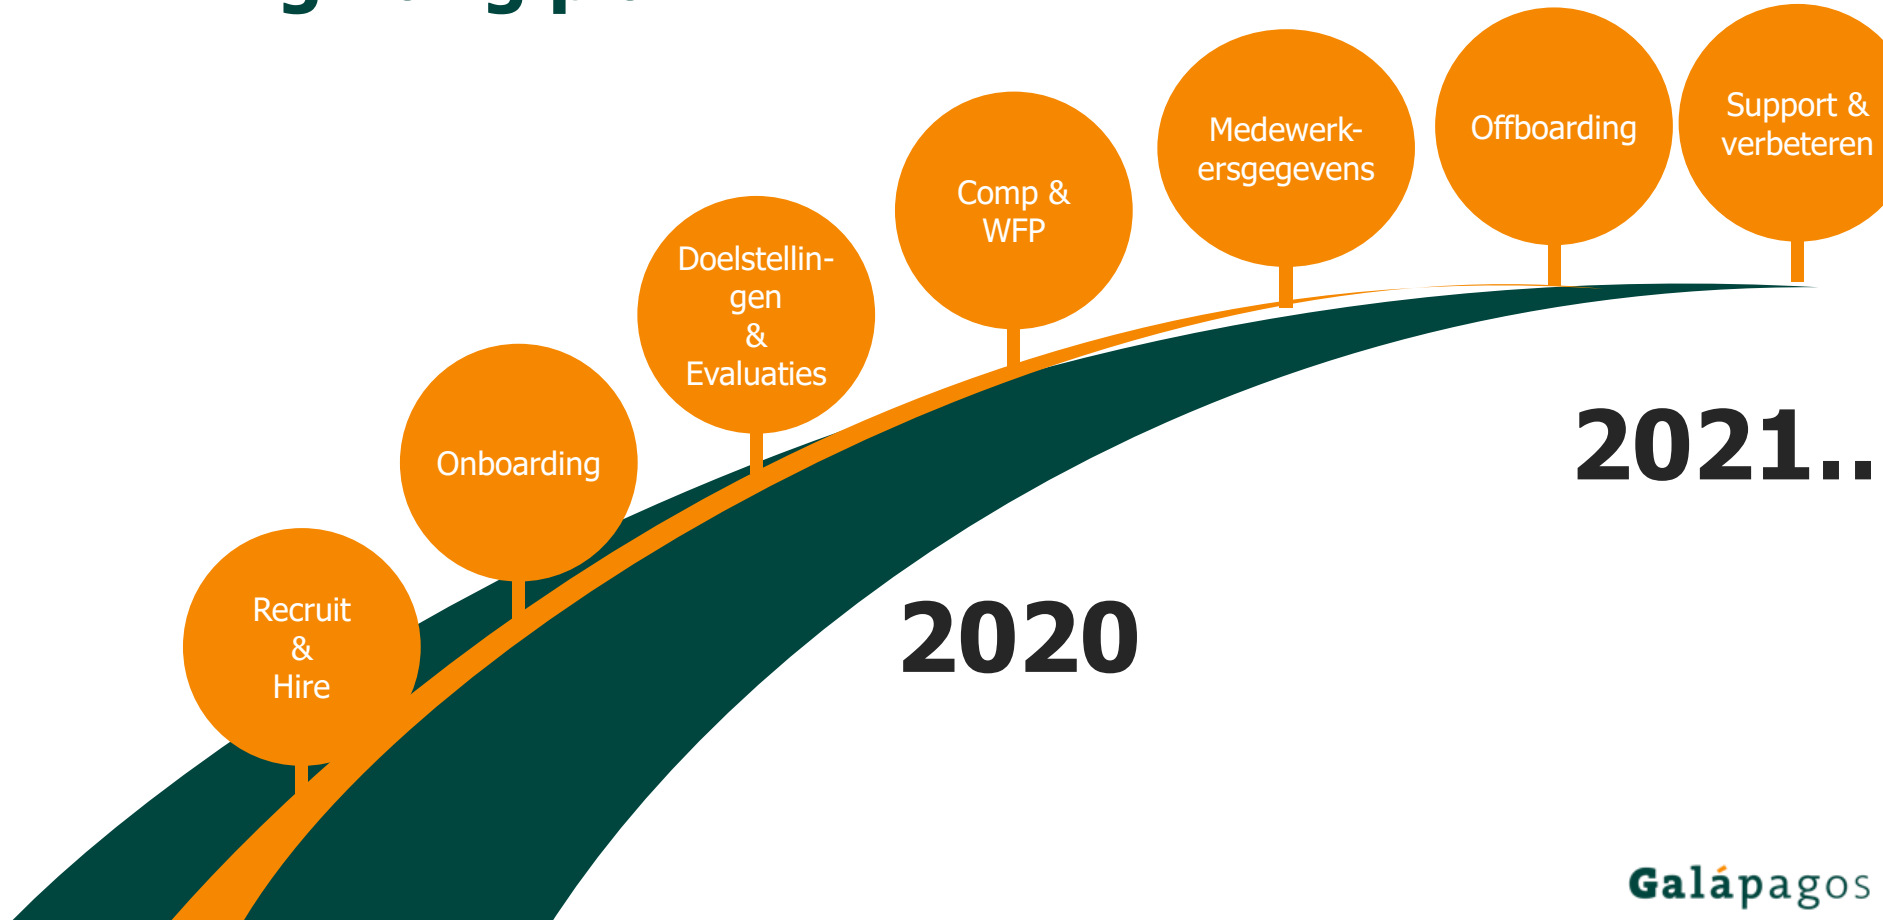 Recruit
&
Hire
Onboarding
Doelstellin-
gen
&
Evaluaties
Comp &
WFP
Medewerk-
ersgegevens
Offboarding
Support &
verbeteren
2020
2021..
Galápagos